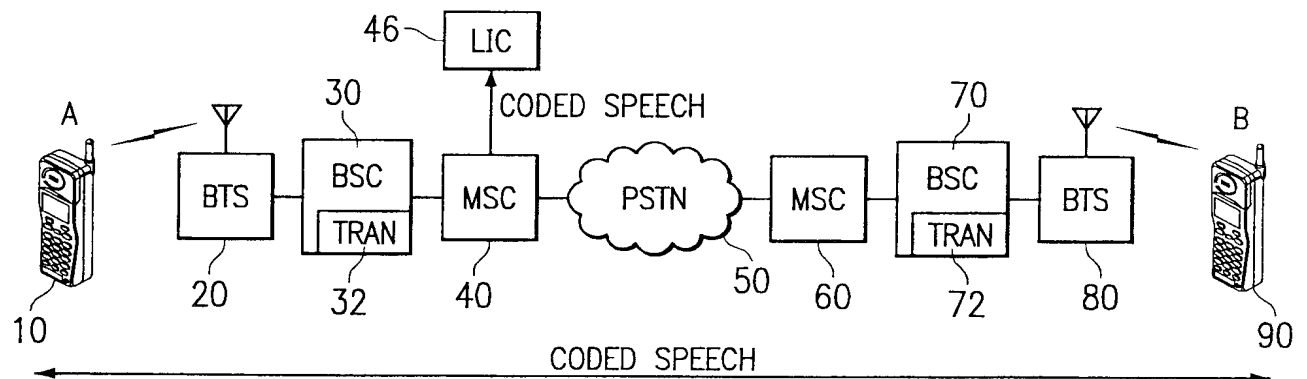 46
LIC
CODED SPEECH
A
30
70
B
BTS
BSC
TRAN
MSC
PSTN
MSC
BSC
TRAN
BTS
10
20
32
40
50
60
72
80
90
CODED SPEECH